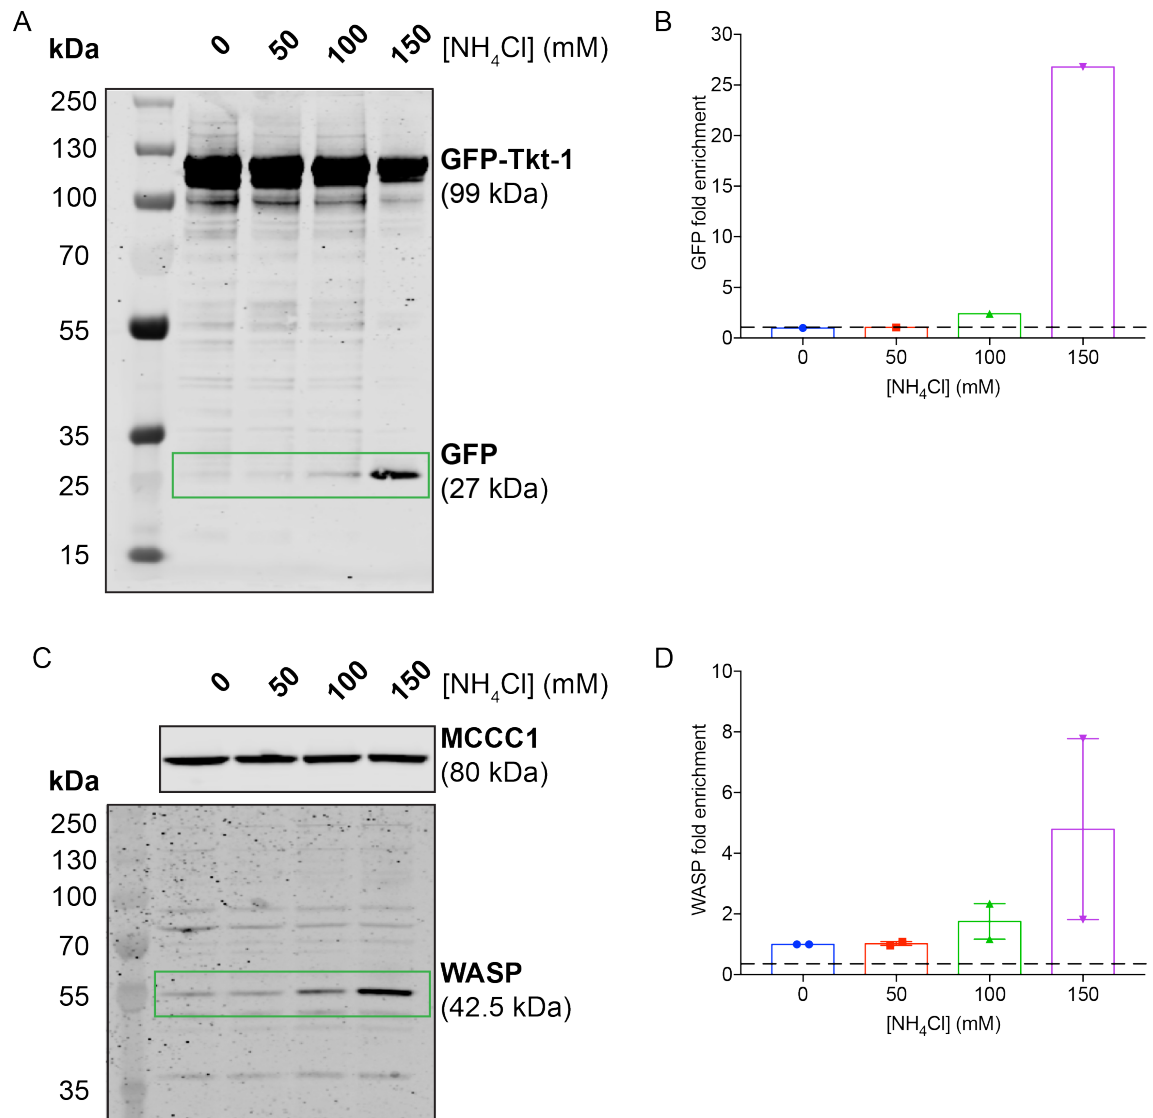 A
kDa
0 50 100 150 [NH4Cl] (mM)
250
130
100
70
55
35
25
15
GFP-Tkt-1
(99 kDa)
GFP
(27 kDa)
B
GFP fold enrichment
30
25
20
15
10
5
0
0 50 100 150
[NH4Cl] (mM)
C
0 50 100 150 [NH4Cl] (mM)
MCCC1
(80 kDa)
kDa
250
130
100
70
55
35
WASP
(42.5 kDa)
D
WASP fold enrichment
10
8
6
4
2
0
0 50 100 150
[NH4Cl] (mM)